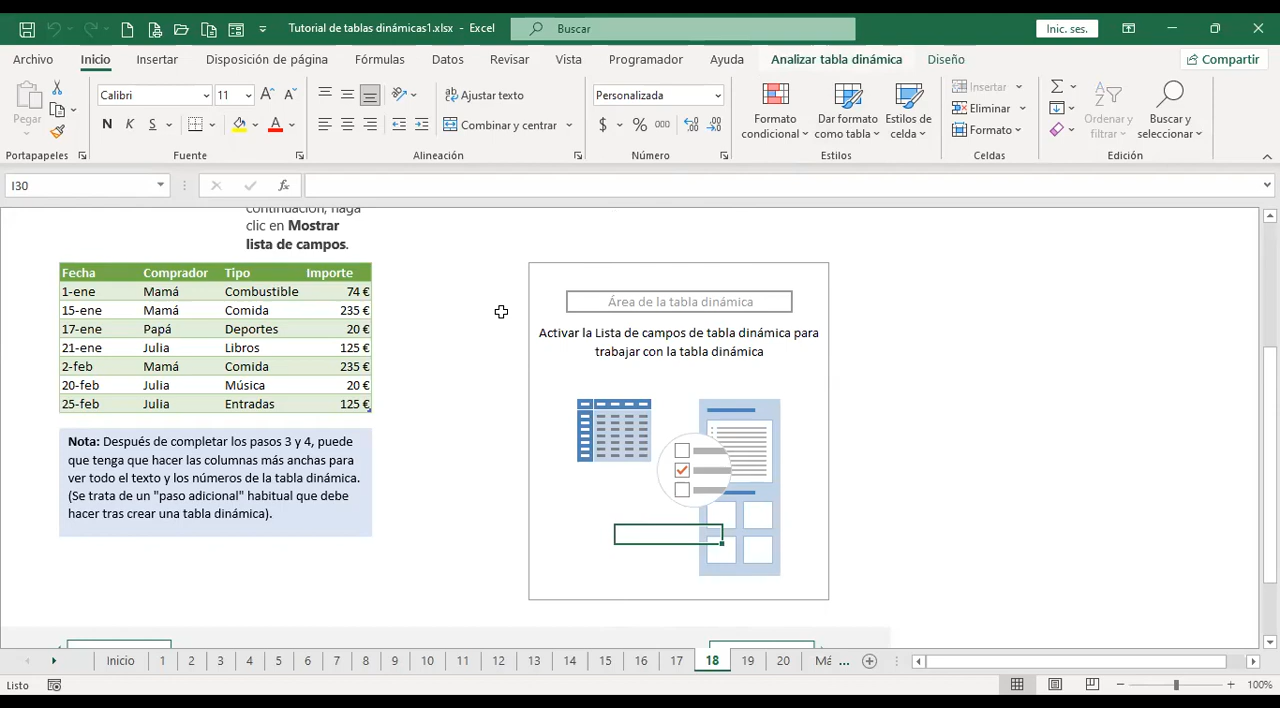 Tutorial de tablas dinámicas1.xlsx - Excel
Buscar
Inic. ses.
Archivo Inicio Insertar Disposición de página Fórmulas Datos Revisar Vista Programador Ayuda Analizar tabla dinámica Diseño Compartir
Pegar
Portapapeles
Calibri 11
N K S
Fuente
Ajustar texto
Combinar y centrar
Alineación
Personalizada
$ % 000
Número
Formato condicional
Dar formato como tabla
Estilos de celda
Estilos
Insertar
Eliminar
Formato
Celdas
Ordenar y filtrar
Buscar y seleccionar
Edición
I30
fx
continuación, haga
clic en Mostrar
lista de campos.
Fecha Comprador Tipo Importe
1-ene Mamá Combustible 74 €
15-ene Mamá Comida 235 €
17-ene Papá Deportes 20 €
21-ene Julia Libros 125 €
2-feb Mamá Comida 235 €
20-feb Julia Música 20 €
25-feb Julia Entradas 125 €
Nota: Después de completar los pasos 3 y 4, puede
que tenga que hacer las columnas más anchas para
ver todo el texto y los números de la tabla dinámica.
(Se trata de un "paso adicional" habitual que debe
hacer tras crear una tabla dinámica).
Área de la tabla dinámica
Activar la Lista de campos de tabla dinámica para
trabajar con la tabla dinámica
Inicio 1 2 3 4 5 6 7 8 9 10 11 12 13 14 15 16 17 18 19 20 Má ...
Listo
100%